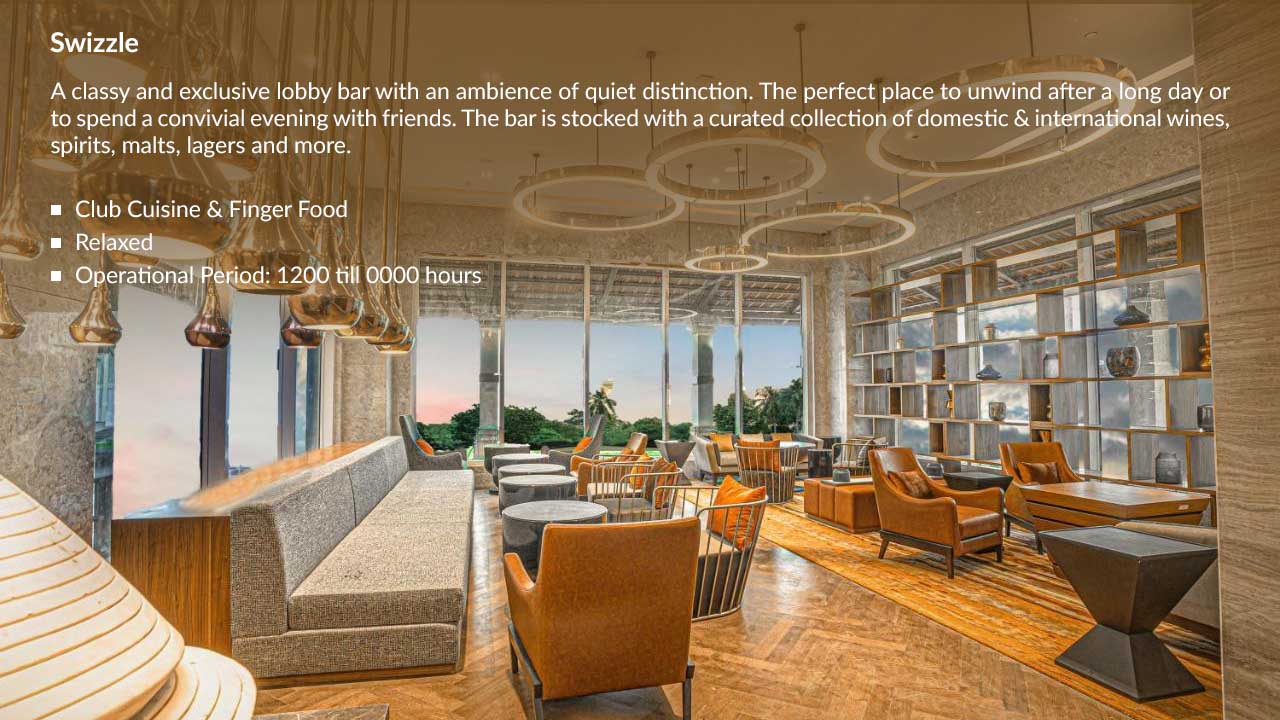 Swizzle
A classy and exclusive lobby bar with an ambience of quiet distinction. The perfect place to unwind after a long day or
to spend a convivial evening with friends. The bar is stocked with a curated collection of domestic & international wines,
spirits, malts, lagers and more.
▪ Club Cuisine & Finger Food
▪ Relaxed
▪ Operational Period: 1200 till 0000 hours